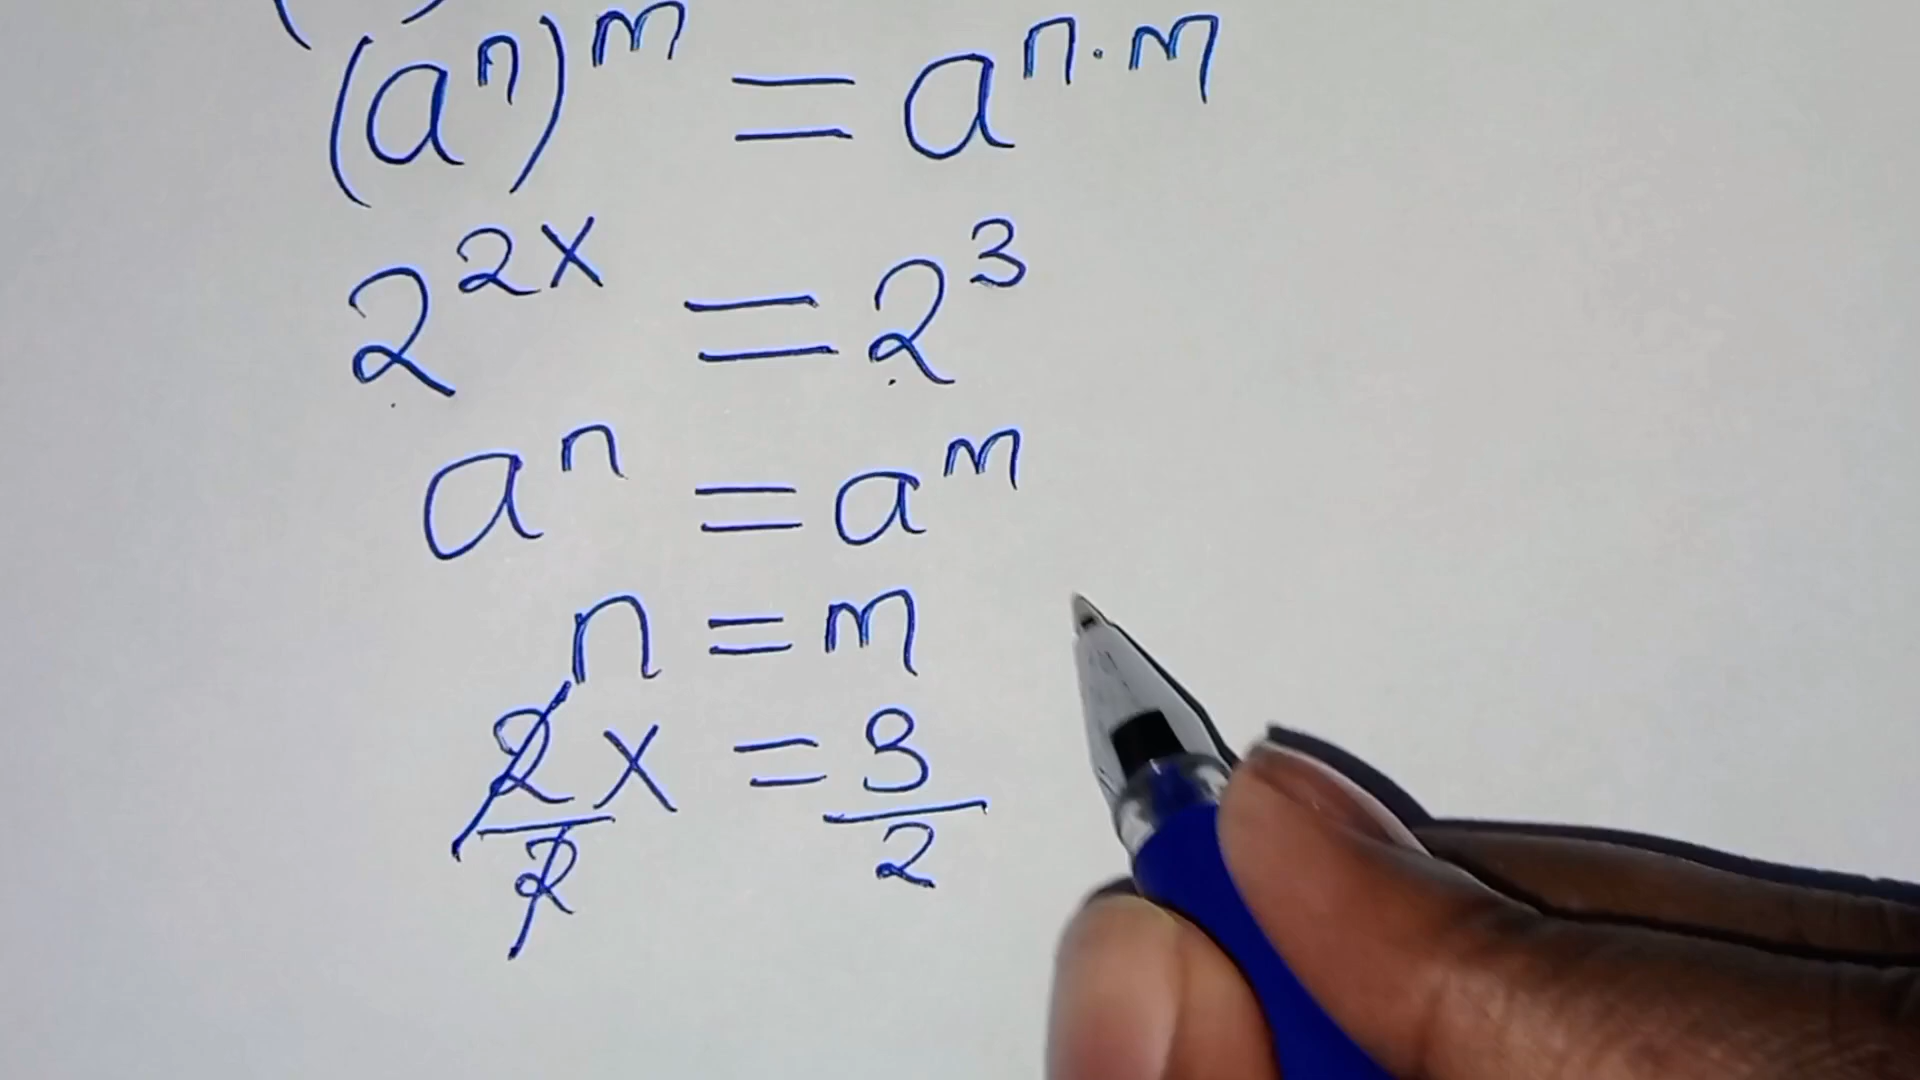 (aⁿ)ᵐ = aⁿ·ᵐ
2²ˣ = 2³
aⁿ = aᵐ
n = m
2x/2 = 3/2